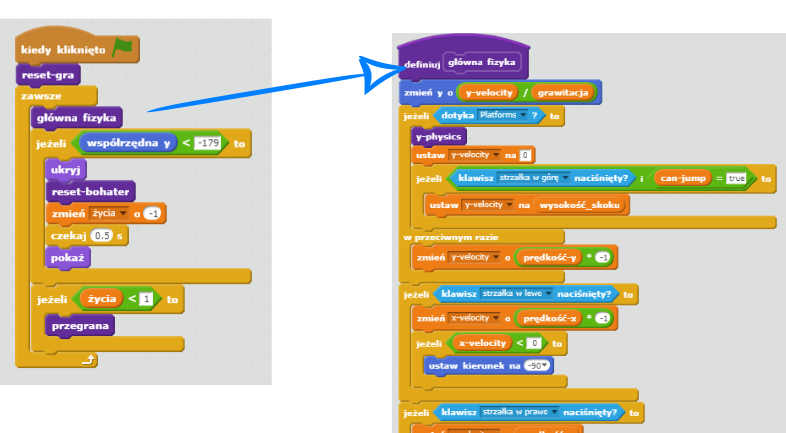 kiedy kliknięto
reset-gra
zawsze
główna fizyka
jeżeli współrzędna y < -179 to
ukryj
reset-bohater
zmień życia o -1
czekaj 0.5 s
pokaż
jeżeli życia < 1 to
przegrana
definiuj główna fizyka
zmień y o y-velocity / grawitacja
jeżeli dotyka Platforms ? to
y-physics
ustaw y-velocity na 0
jeżeli klawisz strzałka w górę naciśnięty? i can-jump = true to
ustaw y-velocity na wysokość_skoku
w przeciwnym razie
zmień y-velocity o prędkość-y * -1
jeżeli klawisz strzałka w lewo naciśnięty? to
zmień x-velocity o prędkość-x * -1
jeżeli x-velocity < 0 to
ustaw kierunek na -90
jeżeli klawisz strzałka w prawo naciśnięty? to